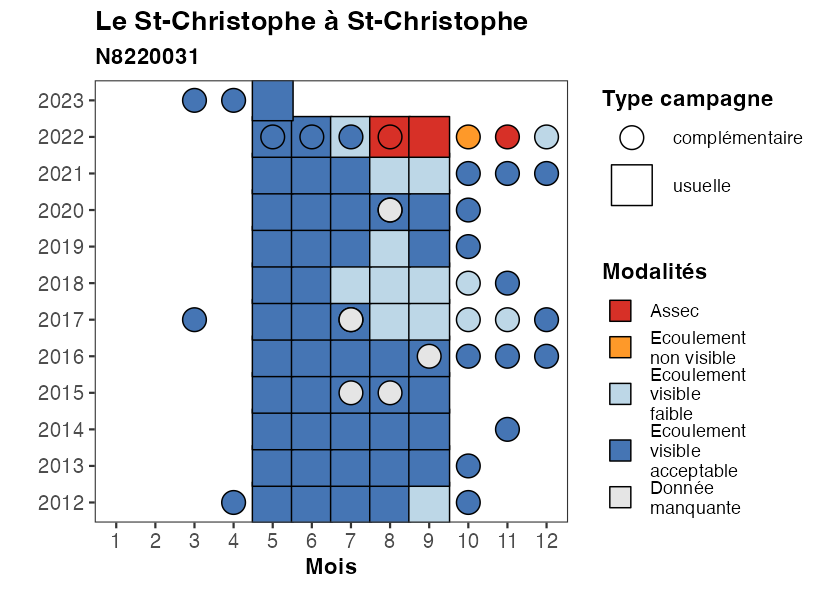 Le St-Christophe à St-Christophe
N8220031
2023
2022
2021
2020
2019
2018
2017
2016
2015
2014
2013
2012
1 2 3 4 5 6 7 8 9 10 11 12
Mois
Type campagne
complémentaire
usuelle
Modalités
Assec
Ecoulement
non visible
Ecoulement
visible
faible
Ecoulement
visible
acceptable
Donnée
manquante